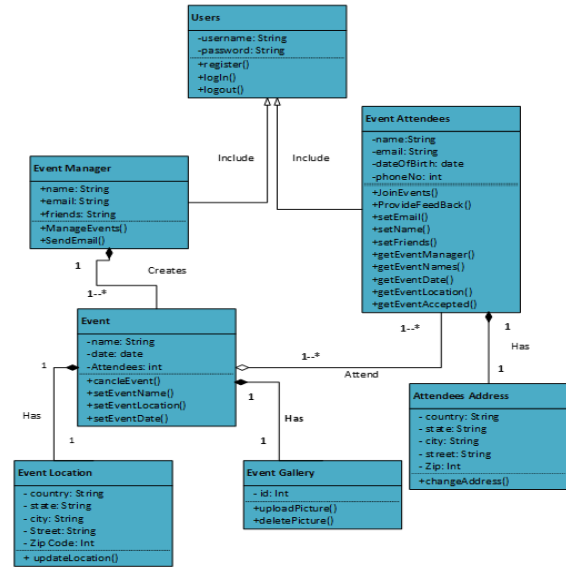 Users
-username: String
-password: String
+register()
+logIn()
+logout()
Event Attendees
-name:String
-email: String
-dateOfBirth: date
-phoneNo: int
+JoinEvents()
+ProvideFeedBack()
+setEmail()
+setName()
+setFriends()
+getEventManager()
+getEventNames()
+getEventDate()
+getEventLocation()
+getEventAccepted()
Include
Include
Event Manager
+name: String
+email: String
+friends: String
+ManageEvents()
+SendEmail()
1
Creates
1--*
Event
- name: String
- date: date
-Attendees: int
+cancleEvent()
+setEventName()
+setEventLocation()
+setEventDate()
1--*
1--*
Attend
1
Has
1
Attendees Address
- country: String
- state: String
- city: String
- street: String
- Zip: Int
+changeAddress()
1
Has
1
1
Has
1
Event Location
- country: String
- state: String
- city: String
- Street: String
- Zip Code: Int
+ updateLocation()
Event Gallery
- id: Int
+uploadPicture()
+deletePicture()